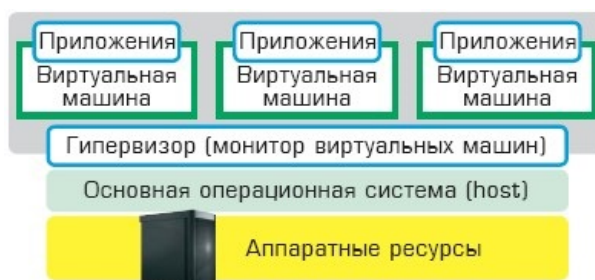 Приложения Приложения Приложения
Виртуальная Виртуальная Виртуальная
машина машина машина
Гипервизор (монитор виртуальных машин)
Основная операционная система (host)
Аппаратные ресурсы